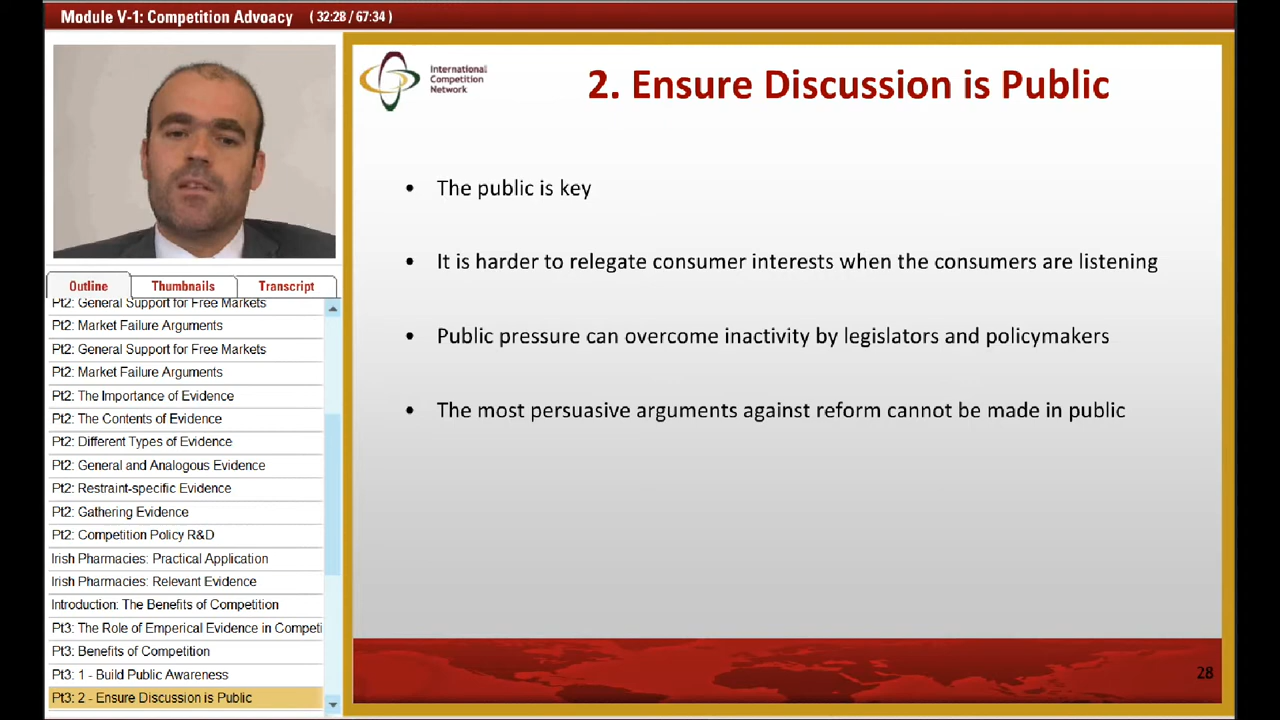 Module V-1: Competition Advocacy ( 32:28 / 67:34 )
Outline
Thumbnails
Transcript
Pt2: General Support for Free Markets
Pt2: Market Failure Arguments
Pt2: General Support for Free Markets
Pt2: Market Failure Arguments
Pt2: The Importance of Evidence
Pt2: The Contents of Evidence
Pt2: Different Types of Evidence
Pt2: General and Analogous Evidence
Pt2: Restraint-specific Evidence
Pt2: Gathering Evidence
Pt2: Competition Policy R&D
Irish Pharmacies: Practical Application
Irish Pharmacies: Relevant Evidence
Introduction: The Benefits of Competition
Pt3: The Role of Emperical Evidence in Competi
Pt3: Benefits of Competition
Pt3: 1 - Build Public Awareness
Pt3: 2 - Ensure Discussion is Public
International
Competition
Network
2. Ensure Discussion is Public
• The public is key
• It is harder to relegate consumer interests when the consumers are listening
• Public pressure can overcome inactivity by legislators and policymakers
• The most persuasive arguments against reform cannot be made in public
28